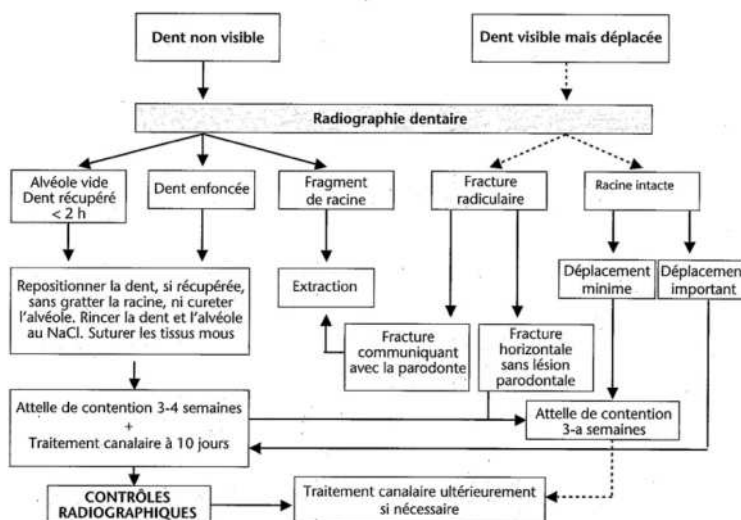 Dent non visible
Dent visible mais déplacée
Radiographie dentaire
Alvéole vide
Dent récupéré
< 2 h
Dent enfoncée
Fragment
de racine
Fracture
radiculaire
Racine intacte
Repositionner la dent, si récupérée,
sans gratter la racine, ni cureter
l'alvéole. Rincer la dent et l'alvéole
au NaCl. Suturer les tissus mous
Extraction
Déplacement
minime
Déplacement
important
Fracture
communiquant
avec la parodonte
Fracture
horizontale
sans lésion
parodontale
Attelle de contention 3-4 semaines
+
Traitement canalaire à 10 jours
Attelle de contention
3-a semaines
CONTRÔLES
RADIOGRAPHIQUES
Traitement canalaire ultérieurement
si nécessaire